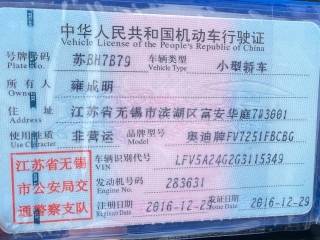 中华人民共和国机动车行驶证
Vehicle License of the People's Republic of China
号牌号码 苏BH7B79 车辆类型 小型轿车
Plate No. Vehicle Type
所有人 雍成明
Owner
住址 江苏省无锡市滨湖区富安华庭7#3001
Address
使用性质 非营运 品牌型号 奥迪牌FV7251FBCBG
Use Character Model
江苏省无锡市公安局交通警察支队
车辆识别代号 LFV5A24G2G3115349
VIN
发动机号码 283631
Engine No.
注册日期 2016-12-29 发证日期 2016-12-29
Register Date Issue Date